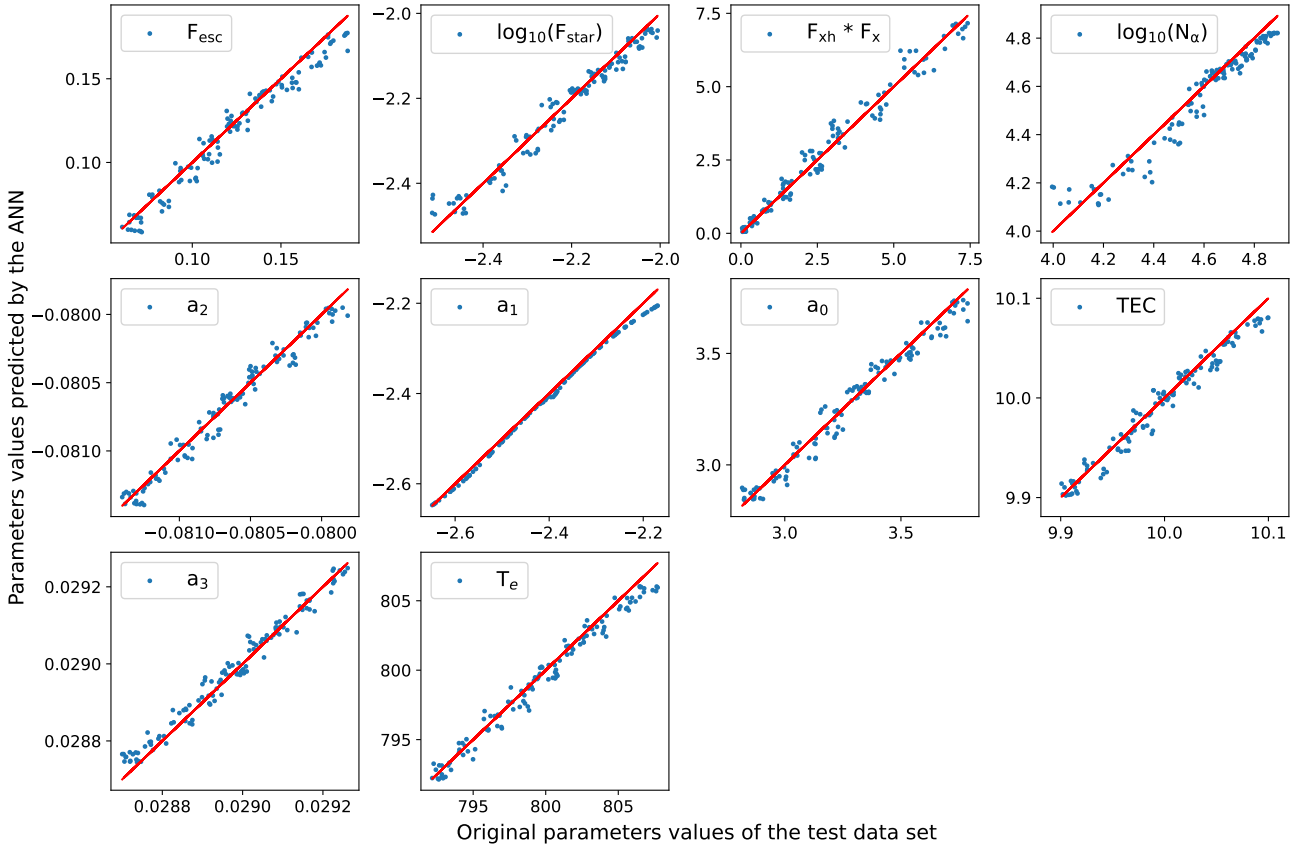 F_esc
0.15
0.10
0.10 0.15
log₁₀(F_star)
−2.0
−2.2
−2.4
−2.4 −2.2 −2.0
F_xh * F_x
7.5
5.0
2.5
0.0
0.0 2.5 5.0 7.5
log₁₀(N_α)
4.8
4.6
4.4
4.2
4.0
4.0 4.2 4.4 4.6 4.8
a₂
−0.0800
−0.0805
−0.0810
−0.0810 −0.0805 −0.0800
a₁
−2.2
−2.4
−2.6
−2.6 −2.4 −2.2
a₀
3.5
3.0
3.0 3.5
TEC
10.1
10.0
9.9
9.9 10.0 10.1
a₃
0.0292
0.0290
0.0288
0.0288 0.0290 0.0292
T_e
805
800
795
795 800 805
Parameters values predicted by the ANN
Original parameters values of the test data set